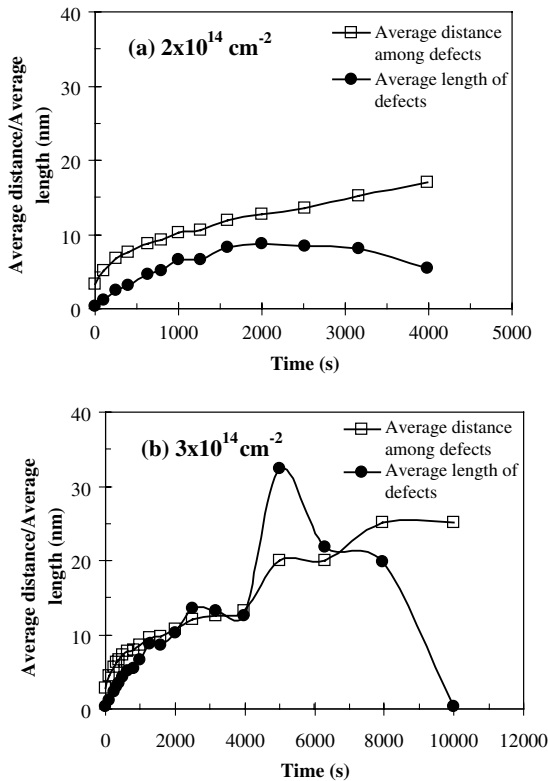 (a) 2x10¹⁴ cm⁻²
Average distance
among defects
Average length of
defects
Average distance/Average
length (nm)
40
30
20
10
0
0 1000 2000 3000 4000 5000
Time (s)
(b) 3x10¹⁴ cm⁻²
Average distance
among defects
Average length of
defects
Average distance/Average
length (nm)
40
30
20
10
0
0 2000 4000 6000 8000 10000 12000
Time (s)